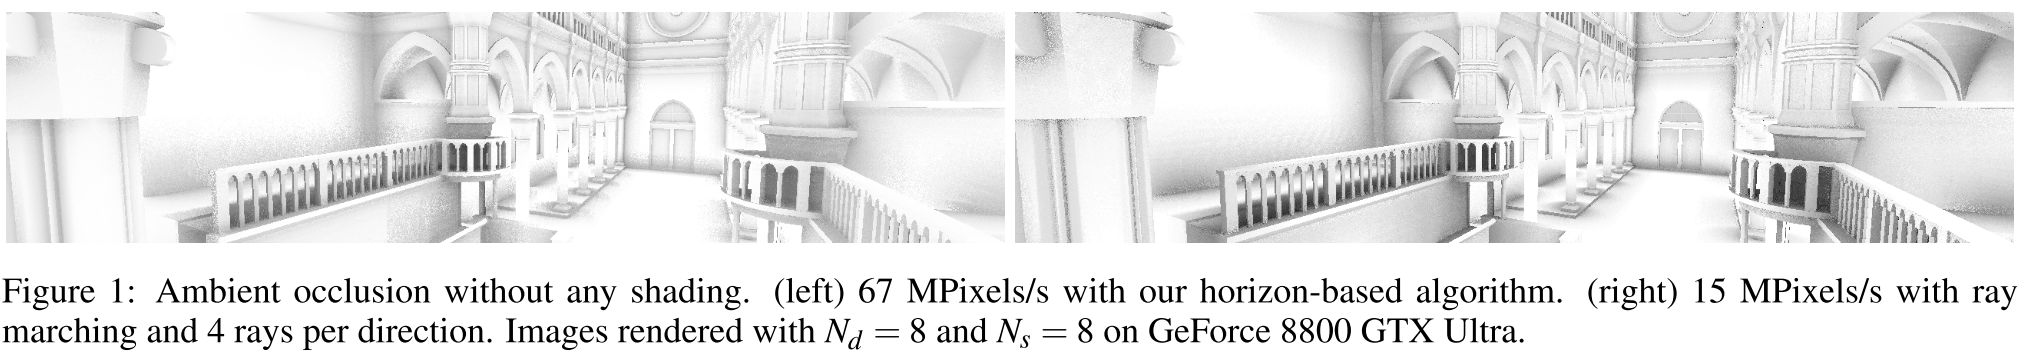 Figure 1: Ambient occlusion without any shading. (left) 67 MPixels/s with our horizon-based algorithm. (right) 15 MPixels/s with ray
marching and 4 rays per direction. Images rendered with N_d = 8 and N_s = 8 on GeForce 8800 GTX Ultra.